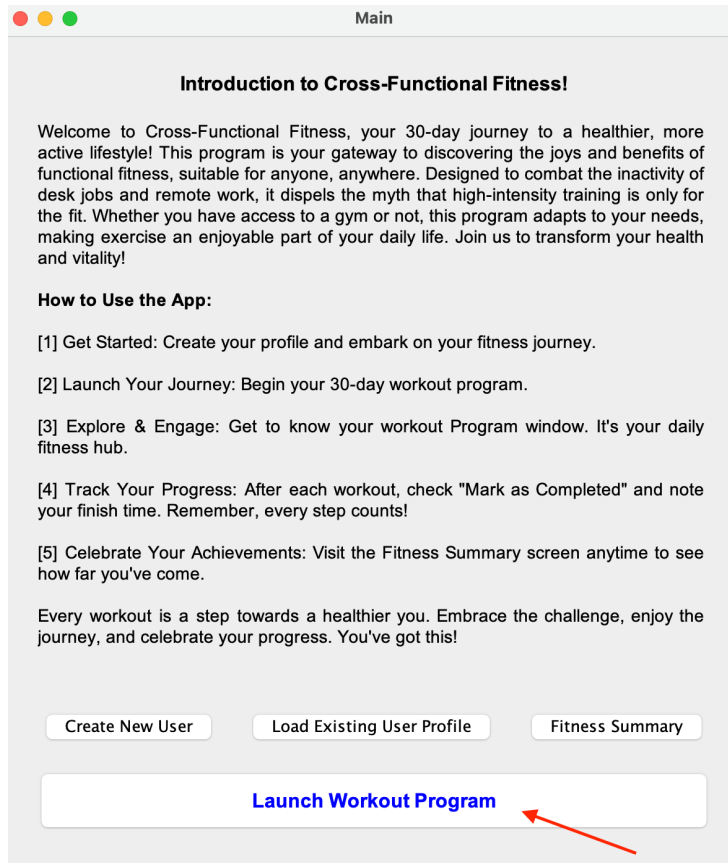 Main
Introduction to Cross-Functional Fitness!
Welcome to Cross-Functional Fitness, your 30-day journey to a healthier, more
active lifestyle! This program is your gateway to discovering the joys and benefits of
functional fitness, suitable for anyone, anywhere. Designed to combat the inactivity of
desk jobs and remote work, it dispels the myth that high-intensity training is only for
the fit. Whether you have access to a gym or not, this program adapts to your needs,
making exercise an enjoyable part of your daily life. Join us to transform your health
and vitality!
How to Use the App:
[1] Get Started: Create your profile and embark on your fitness journey.
[2] Launch Your Journey: Begin your 30-day workout program.
[3] Explore & Engage: Get to know your workout Program window. It's your daily
fitness hub.
[4] Track Your Progress: After each workout, check "Mark as Completed" and note
your finish time. Remember, every step counts!
[5] Celebrate Your Achievements: Visit the Fitness Summary screen anytime to see
how far you've come.
Every workout is a step towards a healthier you. Embrace the challenge, enjoy the
journey, and celebrate your progress. You've got this!
Create New User
Load Existing User Profile
Fitness Summary
Launch Workout Program